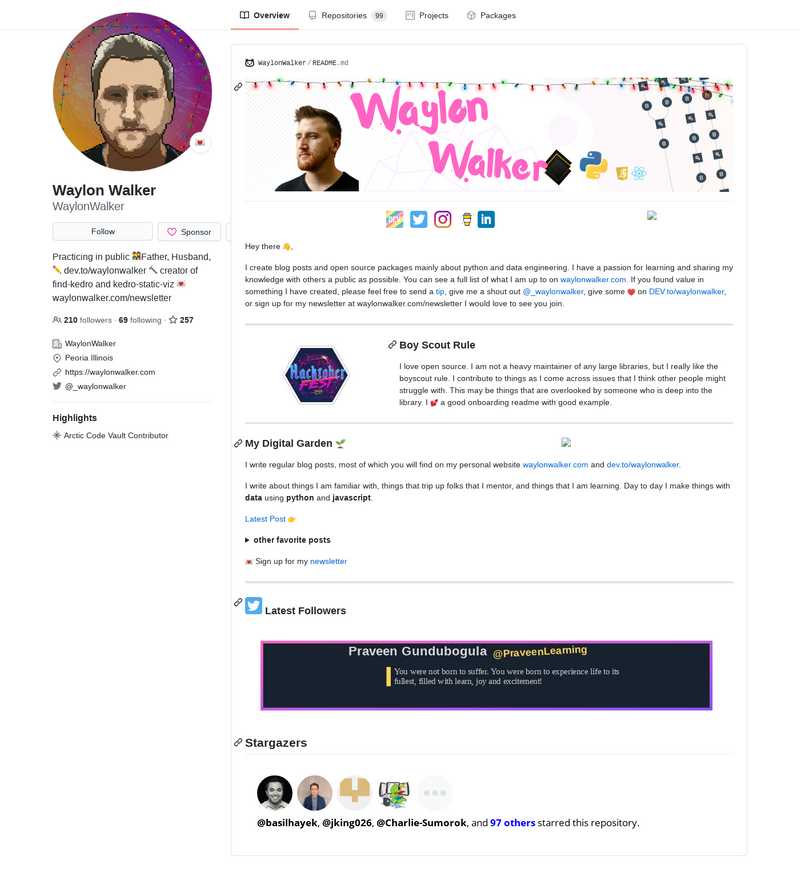 Overview
Repositories 99
Projects
Packages
Waylon Walker
WaylonWalker
Follow
Sponsor
Practicing in public 👨‍👩‍👧‍👧Father, Husband,
✏️ dev.to/waylonwalker 🔨 creator of
find-kedro and kedro-static-viz 💌
waylonwalker.com/newsletter
210 followers · 69 following · 257
WaylonWalker
Peoria Illinois
https://waylonwalker.com
@_waylonwalker
Highlights
Arctic Code Vault Contributor
WaylonWalker/README.md
Waylon
Walker
Hey there 👋,
I create blog posts and open source packages mainly about python and data engineering. I have a passion for learning and sharing my
knowledge with others a public as possible. You can see a full list of what I am up to on waylonwalker.com. If you found value in
something I have created, please feel free to send a tip, give me a shout out @_waylonwalker, give some ❤️ on DEV.to/waylonwalker,
or sign up for my newsletter at waylonwalker.com/newsletter I would love to see you join.
Hacktober
FEST
Boy Scout Rule
I love open source. I am not a heavy maintainer of any large libraries, but I really like the
boyscout rule. I contribute to things as I come across issues that I think other people might
struggle with. This may be things that are overlooked by someone who is deep into the
library. I 💕 a good onboarding readme with good example.
My Digital Garden 🌱
I write regular blog posts, most of which you will find on my personal website waylonwalker.com and dev.to/waylonwalker.
I write about things I am familiar with, things that trip up folks that I mentor, and things that I am learning. Day to day I make things with
data using python and javascript.
Latest Post 👉
other favorite posts
💌 Sign up for my newsletter
Latest Followers
Praveen Gundubogula @PraveenLearning
You were not born to suffer. You were born to experience life to its
fullest, filled with learn, joy and excitement!
Stargazers
@basilhayek, @jking026, @Charlie-Sumorok, and 97 others starred this repository.